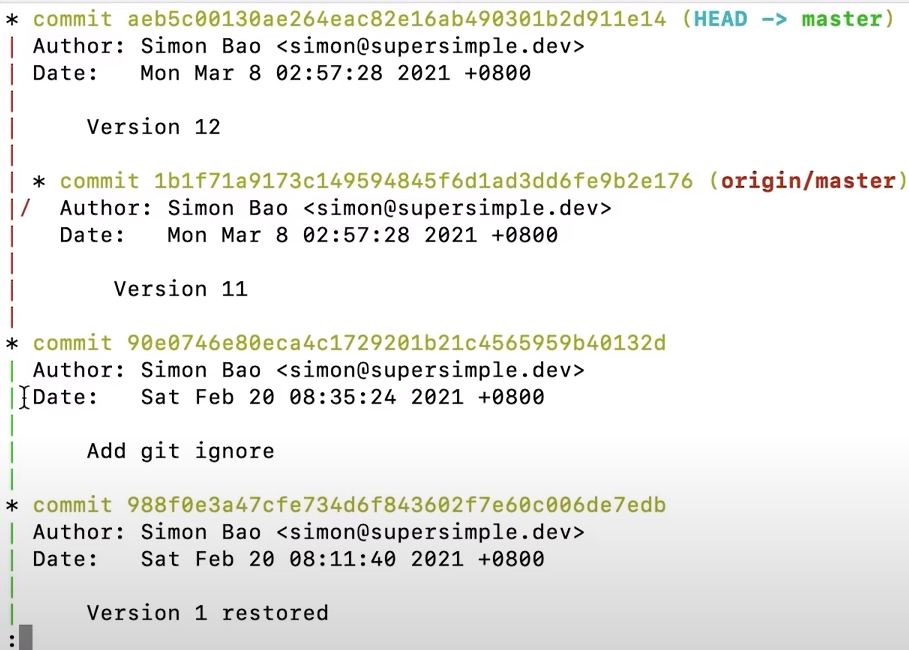 * commit aeb5c00130ae264eac82e16ab490301b2d911e14 (HEAD -> master)
| Author: Simon Bao <simon@supersimple.dev>
| Date:   Mon Mar 8 02:57:28 2021 +0800
|
|     Version 12
|
| * commit 1b1f71a9173c149594845f6d1ad3dd6fe9b2e176 (origin/master)
|/  Author: Simon Bao <simon@supersimple.dev>
|   Date:   Mon Mar 8 02:57:28 2021 +0800
|
|       Version 11
|
* commit 90e0746e80eca4c1729201b21c4565959b40132d
| Author: Simon Bao <simon@supersimple.dev>
| Date:   Sat Feb 20 08:35:24 2021 +0800
|
|     Add git ignore
|
* commit 988f0e3a47cfe734d6f843602f7e60c006de7edb
| Author: Simon Bao <simon@supersimple.dev>
| Date:   Sat Feb 20 08:11:40 2021 +0800
|
|     Version 1 restored
: